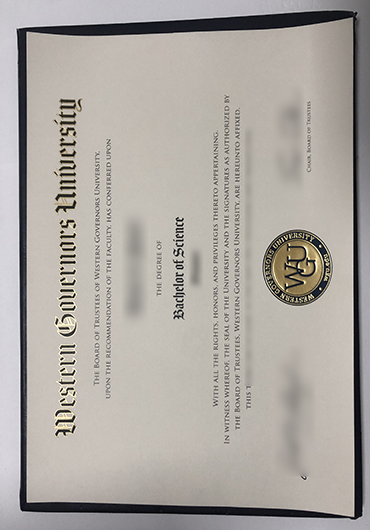 Western Governors University
The Board of Trustees of Western Governors University,
upon the recommendation of the faculty, has conferred upon
the degree of
Bachelor of Science
With all the rights, honors, and privileges thereto appertaining.
In witness whereof, the seal of the University and the signatures as authorized by
the Board of Trustees, Western Governors University, are hereunto affixed.
this
Chair, Board of Trustees
WESTERN GOVERNORS UNIVERSITY
WGU